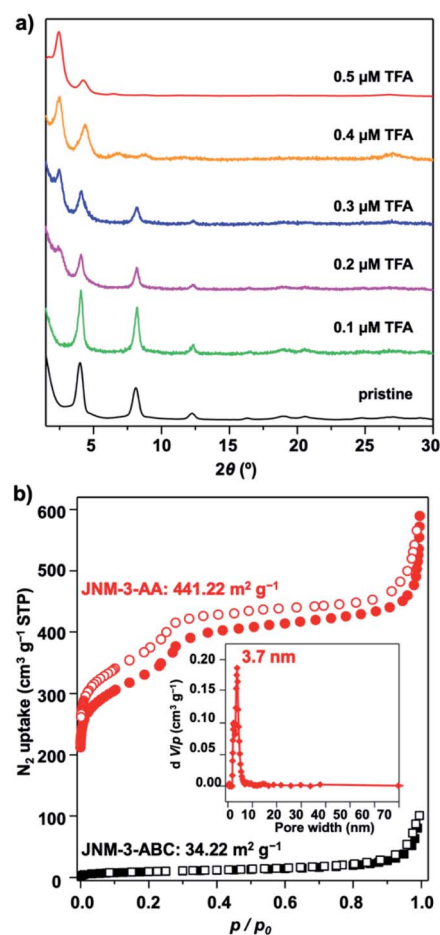 a)
0.5 μM TFA
0.4 μM TFA
0.3 μM TFA
0.2 μM TFA
0.1 μM TFA
pristine
5 10 15 20 25 30
2θ (º)
b)
600
500
400
300
200
100
0
N₂ uptake (cm³ g⁻¹ STP)
JNM-3-AA: 441.22 m² g⁻¹
3.7 nm
0.20
0.15
0.10
0.05
0.00
d V/p (cm³ g⁻¹)
0 10 20 30 40 50 60 70
Pore width (nm)
JNM-3-ABC: 34.22 m² g⁻¹
0.0 0.2 0.4 0.6 0.8 1.0
p / p₀